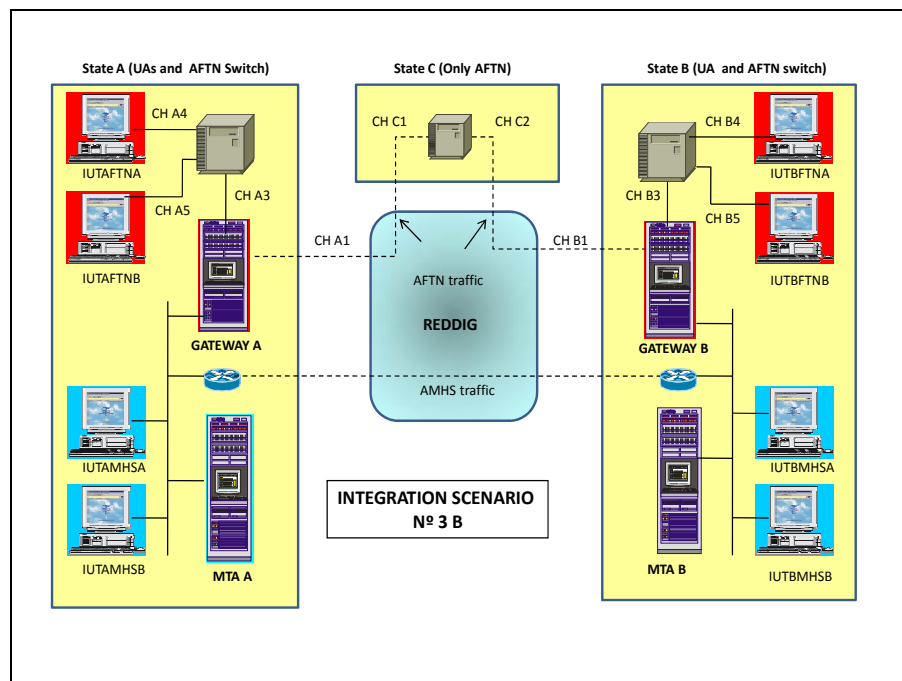 State A (UAs and AFTN Switch)
State C (Only AFTN)
State B (UA and AFTN switch)
CH A4
CH C1
CH C2
CH B4
IUTAFTNA
IUTBFTNA
CH A5
CH A3
CH B3
CH B5
CH A1
CH B1
IUTAFTNB
IUTBFTNB
AFTN traffic
REDDIG
GATEWAY A
GATEWAY B
AMHS traffic
IUTAMHSA
IUTBMHSA
INTEGRATION SCENARIO
Nº 3 B
IUTAMHSB
MTA A
MTA B
IUTBMHSB